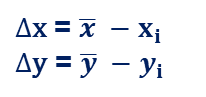 Δx = x̅ − xᵢ
Δy = y̅ − yᵢ